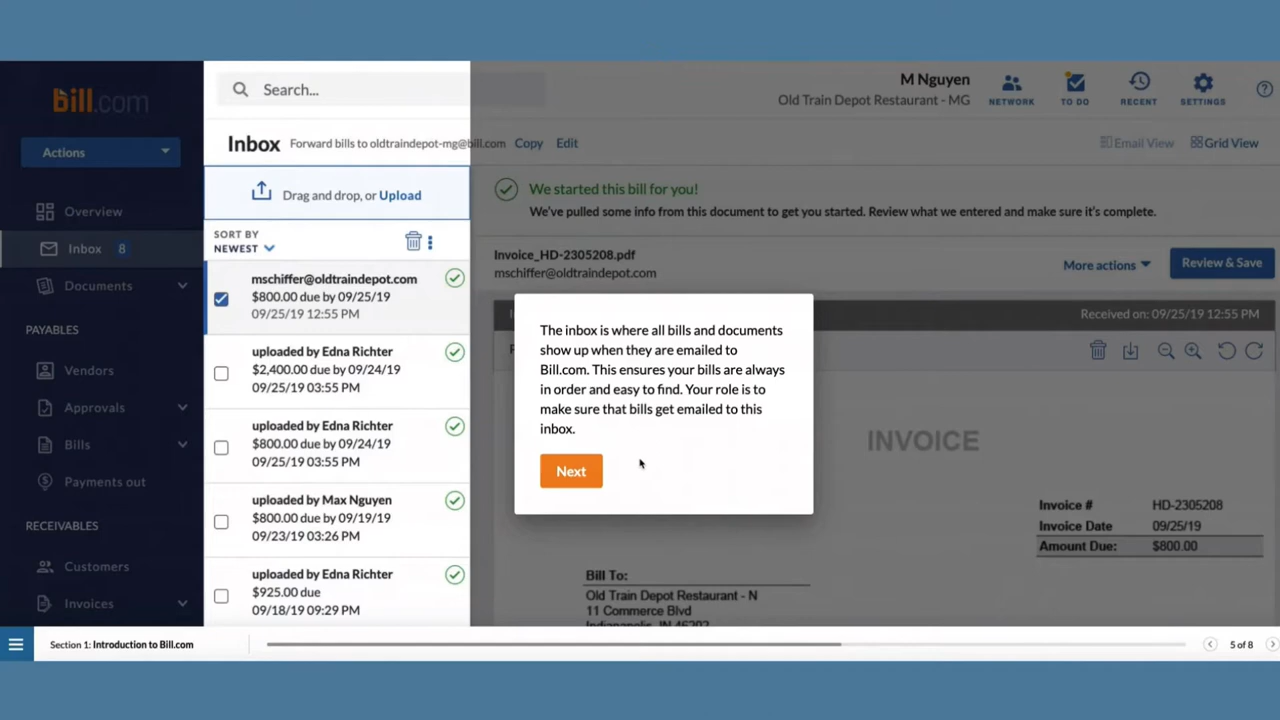 bill.com
Actions
Overview
Inbox 8
Documents
PAYABLES
Vendors
Approvals
Bills
Payments out
RECEIVABLES
Customers
Invoices
Search...
Inbox Forward bills to oldtraindepot-mg@bill.com Copy Edit
Drag and drop, or Upload
SORT BY
NEWEST
mschiffer@oldtraindepot.com
$800.00 due by 09/25/19
09/25/19 12:55 PM
uploaded by Edna Richter
$2,400.00 due by 09/24/19
09/25/19 03:55 PM
uploaded by Edna Richter
$800.00 due by 09/24/19
09/25/19 03:55 PM
uploaded by Max Nguyen
$800.00 due by 09/19/19
09/23/19 03:26 PM
uploaded by Edna Richter
$925.00 due
09/18/19 09:29 PM
M Nguyen
Old Train Depot Restaurant - MG
NETWORK
TO DO
RECENT
SETTINGS
Email View Grid View
We started this bill for you!
We've pulled some info from this document to get you started. Review what we entered and make sure it's complete.
Invoice_HD-2305208.pdf
mschiffer@oldtraindepot.com
More actions
Review & Save
Received on: 09/25/19 12:55 PM
The inbox is where all bills and documents
show up when they are emailed to
Bill.com. This ensures your bills are always
in order and easy to find. Your role is to
make sure that bills get emailed to this
inbox.
Next
INVOICE
Invoice # HD-2305208
Invoice Date 09/25/19
Amount Due: $800.00
Bill To:
Old Train Depot Restaurant - N
11 Commerce Blvd
Indianapolis, IN 46202
Section 1: Introduction to Bill.com
5 of 8